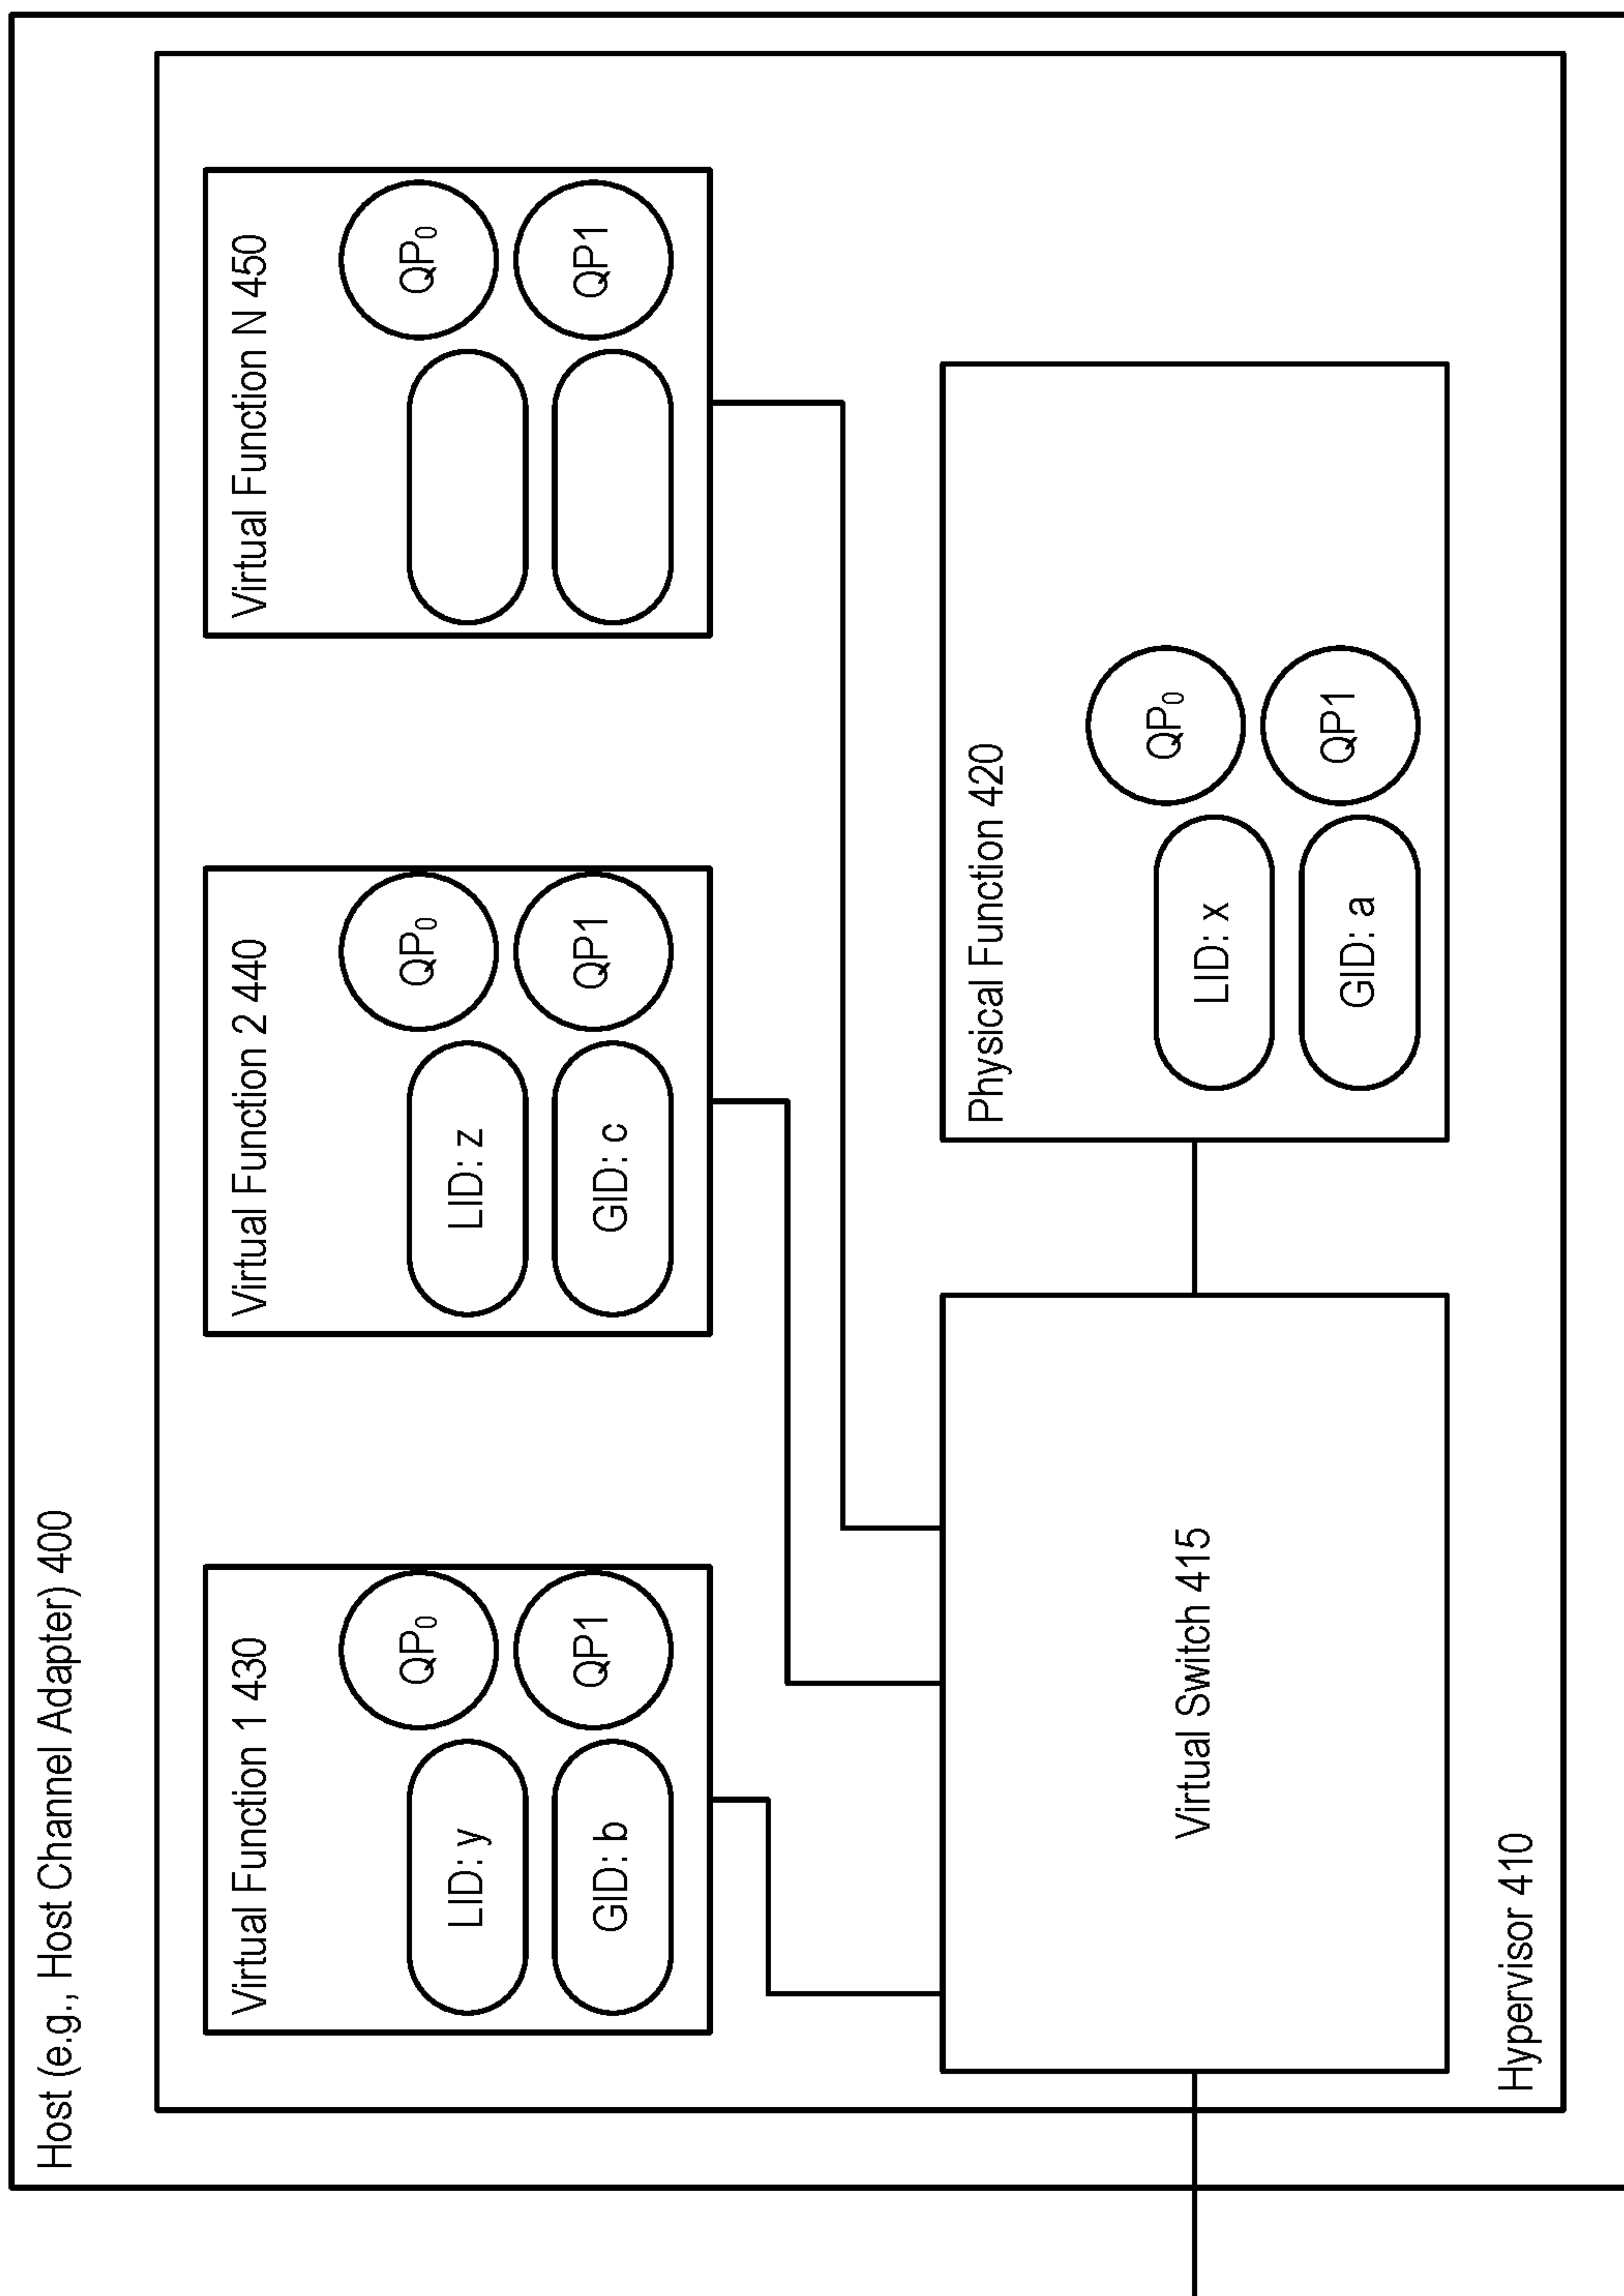 Host (e.g., Host Channel Adapter) 400
Virtual Function 1 430
QP0
LID: y
QP1
GID: b
Virtual Function 2 440
QP0
LID: z
QP1
GID: c
Virtual Function N 450
QP0
QP1
Virtual Switch 415
Physical Function 420
QP0
LID: x
QP1
GID: a
Hypervisor 410